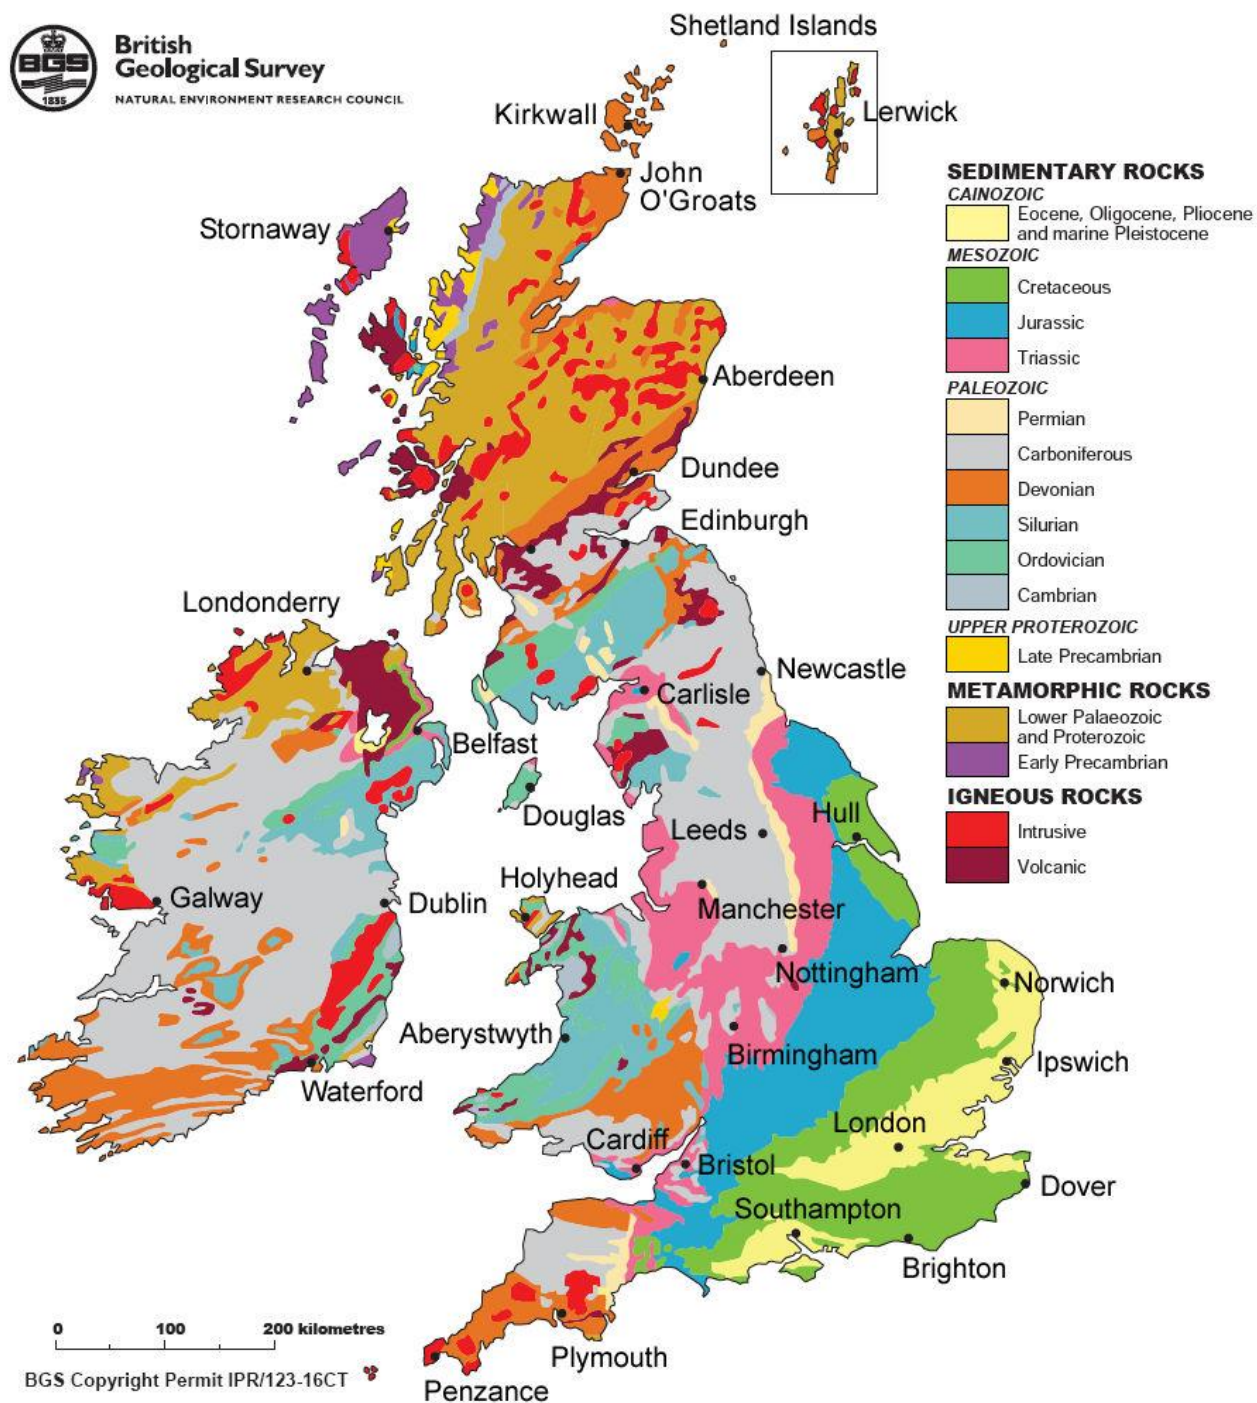 British
Geological Survey
NATURAL ENVIRONMENT RESEARCH COUNCIL
BGS
1835
Shetland Islands
Kirkwall
Lerwick
John
O'Groats
Stornaway
Aberdeen
Dundee
Edinburgh
Londonderry
Newcastle
Carlisle
Belfast
Douglas
Leeds
Hull
Holyhead
Galway
Dublin
Manchester
Nottingham
Norwich
Aberystwyth
Birmingham
Ipswich
Waterford
London
Cardiff
Bristol
Dover
Southampton
Brighton
Plymouth
Penzance
SEDIMENTARY ROCKS
CAINOZOIC
Eocene, Oligocene, Pliocene
and marine Pleistocene
MESOZOIC
Cretaceous
Jurassic
Triassic
PALEOZOIC
Permian
Carboniferous
Devonian
Silurian
Ordovician
Cambrian
UPPER PROTEROZOIC
Late Precambrian
METAMORPHIC ROCKS
Lower Palaeozoic
and Proterozoic
Early Precambrian
IGNEOUS ROCKS
Intrusive
Volcanic
0 100 200 kilometres
BGS Copyright Permit IPR/123-16CT